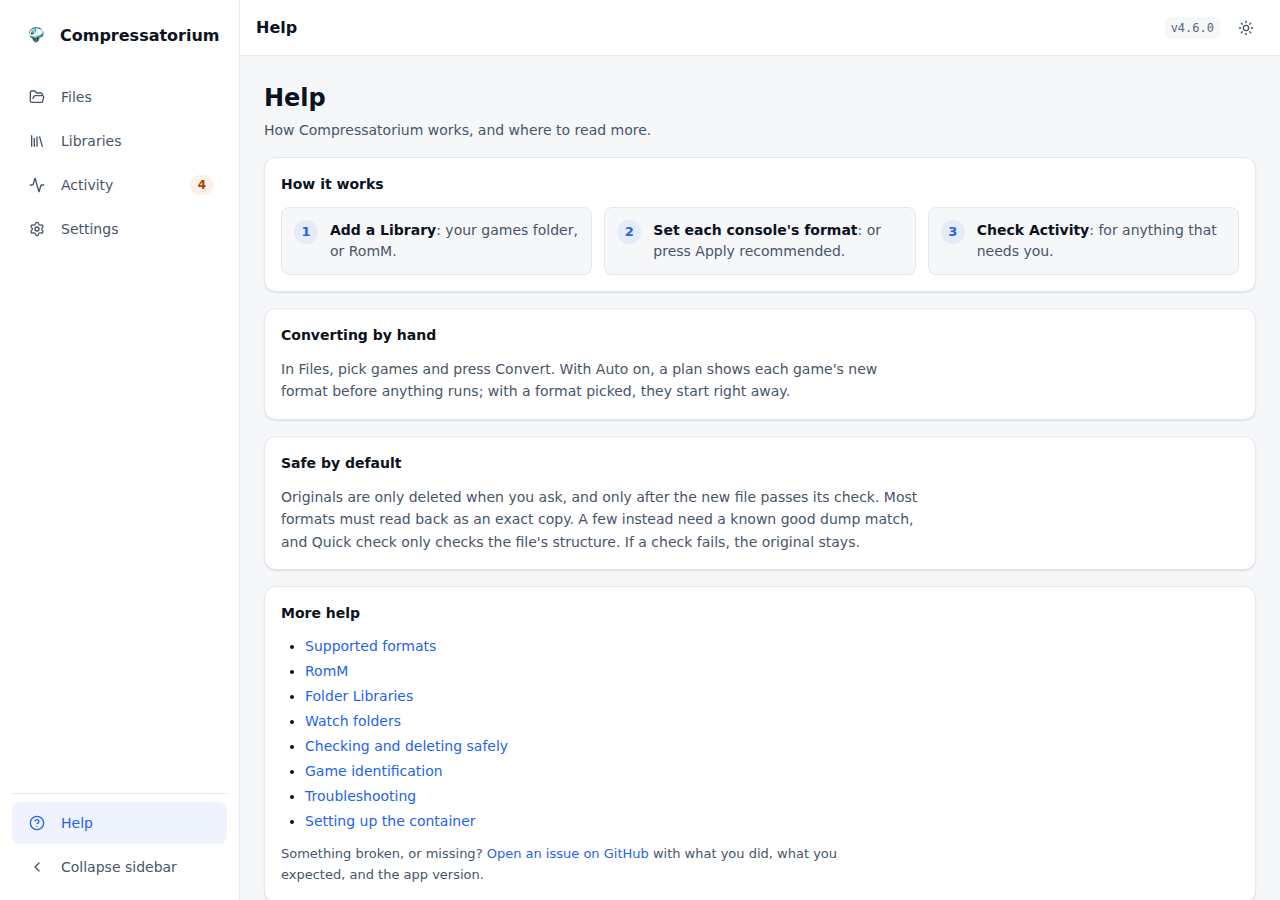 Compressatorium
Files
Libraries
Activity
4
Settings
Help
Collapse sidebar
Help
v4.6.0
Help
How Compressatorium works, and where to read more.
How it works
1
Add a Library: your games folder,
or RomM.
2
Set each console's format: or
press Apply recommended.
3
Check Activity: for anything that
needs you.
Converting by hand
In Files, pick games and press Convert. With Auto on, a plan shows each game's new
format before anything runs; with a format picked, they start right away.
Safe by default
Originals are only deleted when you ask, and only after the new file passes its check. Most
formats must read back as an exact copy. A few instead need a known good dump match,
and Quick check only checks the file's structure. If a check fails, the original stays.
More help
Supported formats
RomM
Folder Libraries
Watch folders
Checking and deleting safely
Game identification
Troubleshooting
Setting up the container
Something broken, or missing? Open an issue on GitHub with what you did, what you
expected, and the app version.